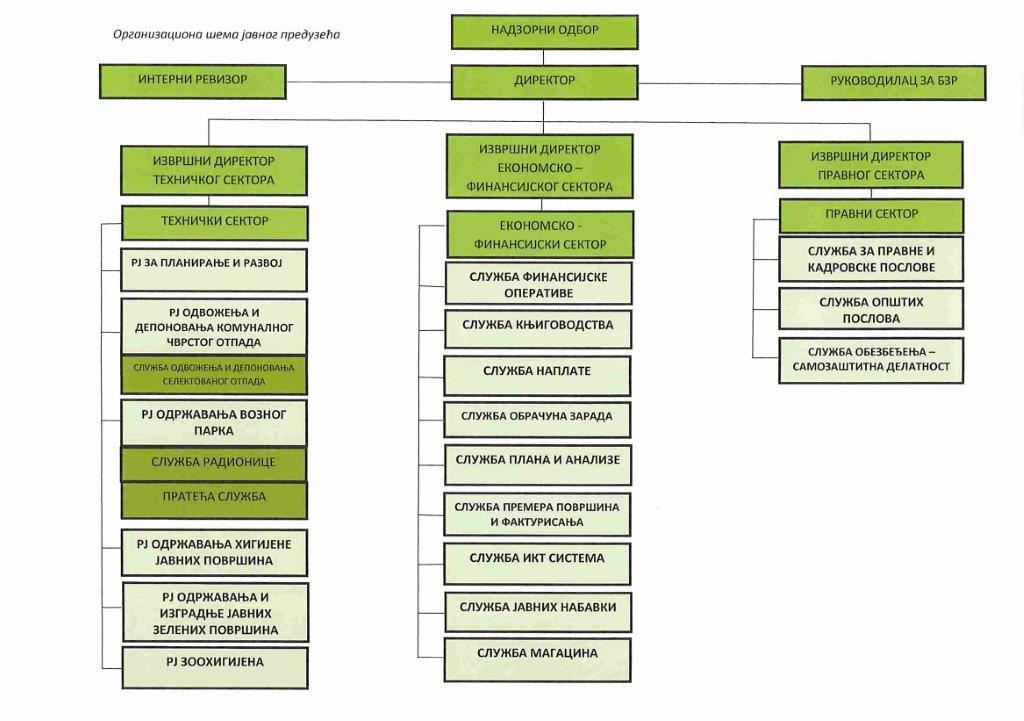 Организациона шема јавног предузећа
НАДЗОРНИ ОДБОР
ИНТЕРНИ РЕВИЗОР
ДИРЕКТОР
РУКОВОДИЛАЦ ЗА БЗР
ИЗВРШНИ ДИРЕКТОР
ТЕХНИЧКОГ СЕКТОРА
ТЕХНИЧКИ СЕКТОР
РЈ ЗА ПЛАНИРАЊЕ И РАЗВОЈ
РЈ ОДВОЖЕЊА И
ДЕПОНОВАЊА КОМУНАЛНОГ
ЧВРСТОГ ОТПАДА
СЛУЖБА ОДВОЖЕЊА И ДЕПОНОВАЊА
СЕЛЕКТОВАНОГ ОТПАДА
РЈ ОДРЖАВАЊА ВОЗНОГ
ПАРКА
СЛУЖБА РАДИОНИЦЕ
ПРАТЕЋА СЛУЖБА
РЈ ОДРЖАВАЊА ХИГИЈЕНЕ
ЈАВНИХ ПОВРШИНА
РЈ ОДРЖАВАЊА И
ИЗГРАДЊЕ ЈАВНИХ
ЗЕЛЕНИХ ПОВРШИНА
РЈ ЗООХИГИЈЕНА
ИЗВРШНИ ДИРЕКТОР
ЕКОНОМСКО –
ФИНАНСИЈСКОГ СЕКТОРА
ЕКОНОМСКО -
ФИНАНСИЈСКИ СЕКТОР
СЛУЖБА ФИНАНСИЈСКЕ
ОПЕРАТИВЕ
СЛУЖБА КЊИГОВОДСТВА
СЛУЖБА НАПЛАТЕ
СЛУЖБА ОБРАЧУНА ЗАРАДА
СЛУЖБА ПЛАНА И АНАЛИЗЕ
СЛУЖБА ПРЕМЕРА ПОВРШИНА
И ФАКТУРИСАЊА
СЛУЖБА ИКТ СИСТЕМА
СЛУЖБА ЈАВНИХ НАБАВКИ
СЛУЖБА МАГАЦИНА
ИЗВРШНИ ДИРЕКТОР
ПРАВНОГ СЕКТОРА
ПРАВНИ СЕКТОР
СЛУЖБА ЗА ПРАВНЕ И
КАДРОВСКЕ ПОСЛОВЕ
СЛУЖБА ОПШТИХ
ПОСЛОВА
СЛУЖБА ОБЕЗБЕЂЕЊА –
САМОЗАШТИТНА ДЕЛАТНОСТ